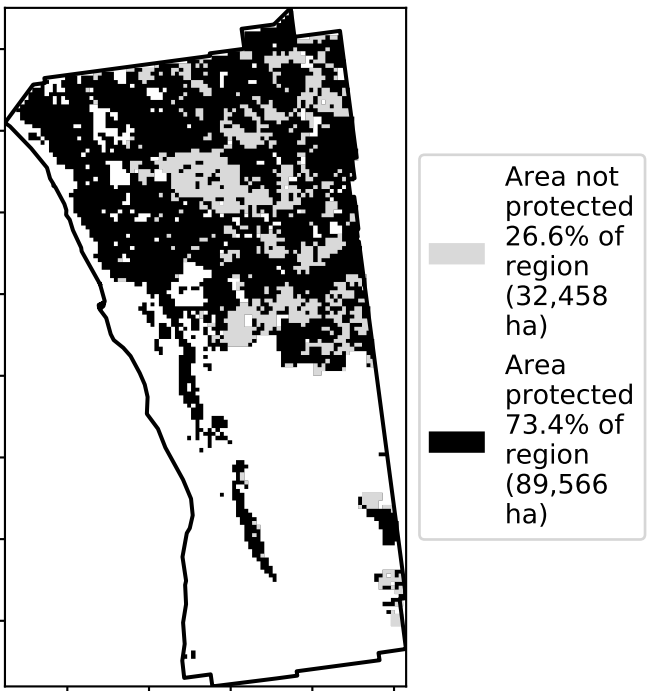 Area not
protected
26.6% of
region
(32,458
ha)
Area
protected
73.4% of
region
(89,566
ha)